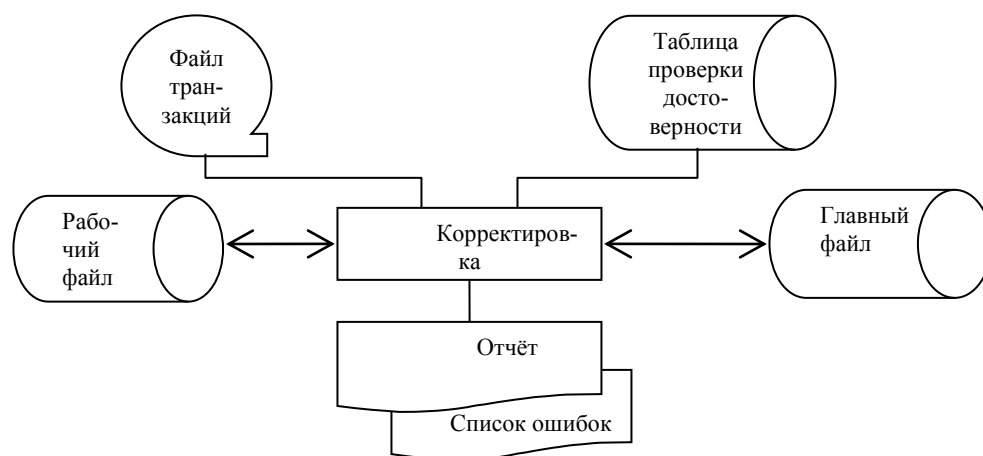 Файл
тран-
закций
Таблица
проверки
досто-
верности
Рабо-
чий
файл
Корректиров-
ка
Главный
файл
Отчёт
Список ошибок